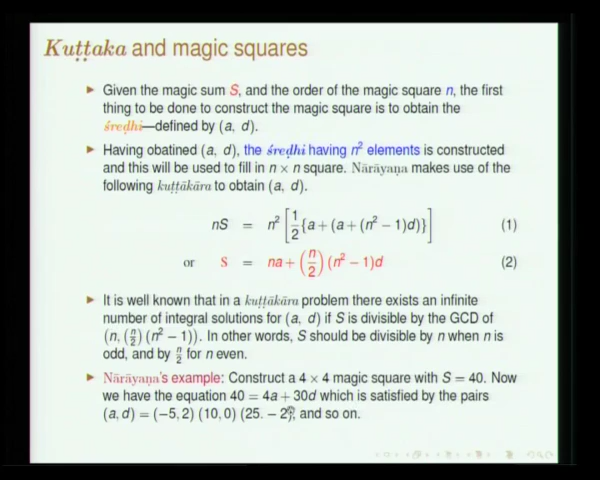 Kuṭṭaka and magic squares
► Given the magic sum S, and the order of the magic square n, the first
thing to be done to construct the magic square is to obtain the
średhi—defined by (a, d).
► Having obatined (a, d), the średhi having n² elements is constructed
and this will be used to fill in n × n square. Nārāyaṇa makes use of the
following kuṭṭākāra to obtain (a, d).
nS = n² [½{a + (a + (n² − 1)d)}] (1)
or S = na + (n/2) (n² − 1)d (2)
► It is well known that in a kuṭṭākāra problem there exists an infinite
number of integral solutions for (a, d) if S is divisible by the GCD of
(n, (n/2) (n² − 1)). In other words, S should be divisible by n when n is
odd, and by n/2 for n even.
► Nārāyaṇa's example: Construct a 4 × 4 magic square with S = 40. Now
we have the equation 40 = 4a + 30d which is satisfied by the pairs
(a, d) = (−5, 2) (10, 0) (25. − 2), and so on.